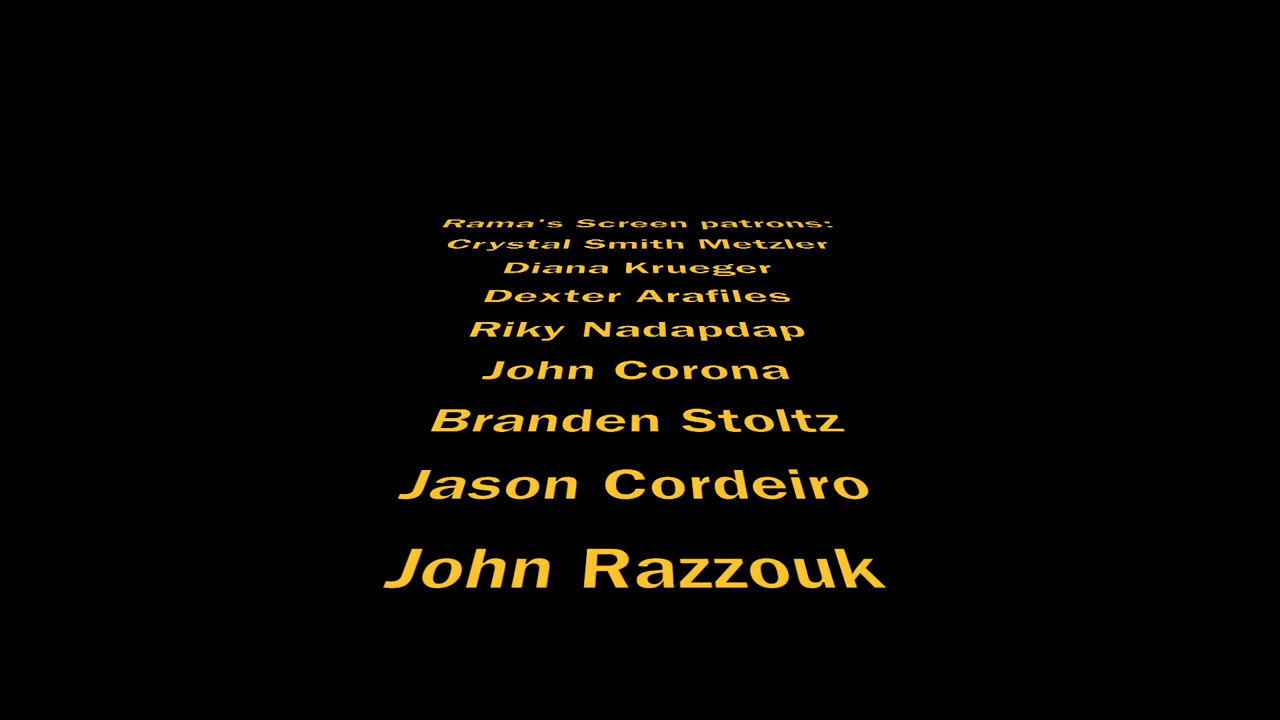 Rama's Screen patrons:
Crystal Smith Metzler
Diana Krueger
Dexter Arafiles
Riky Nadapdap
John Corona
Branden Stoltz
Jason Cordeiro
John Razzouk